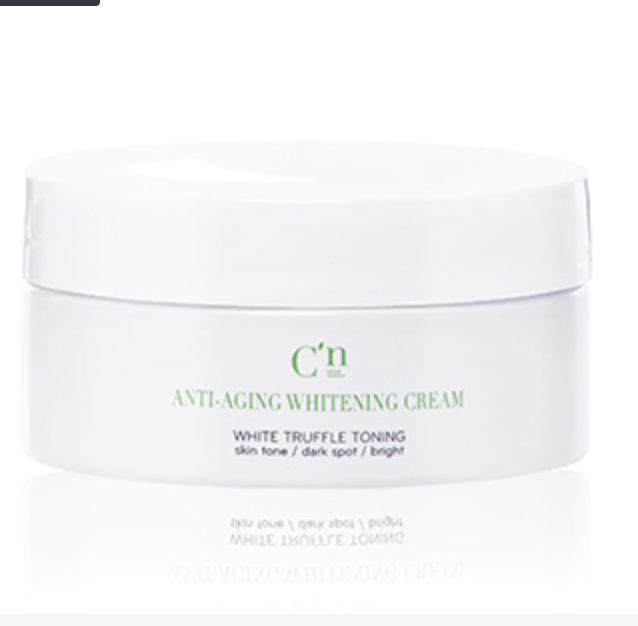 C'n
ANTI-AGING WHITENING CREAM
WHITE TRUFFLE TONING
skin tone / dark spot / bright